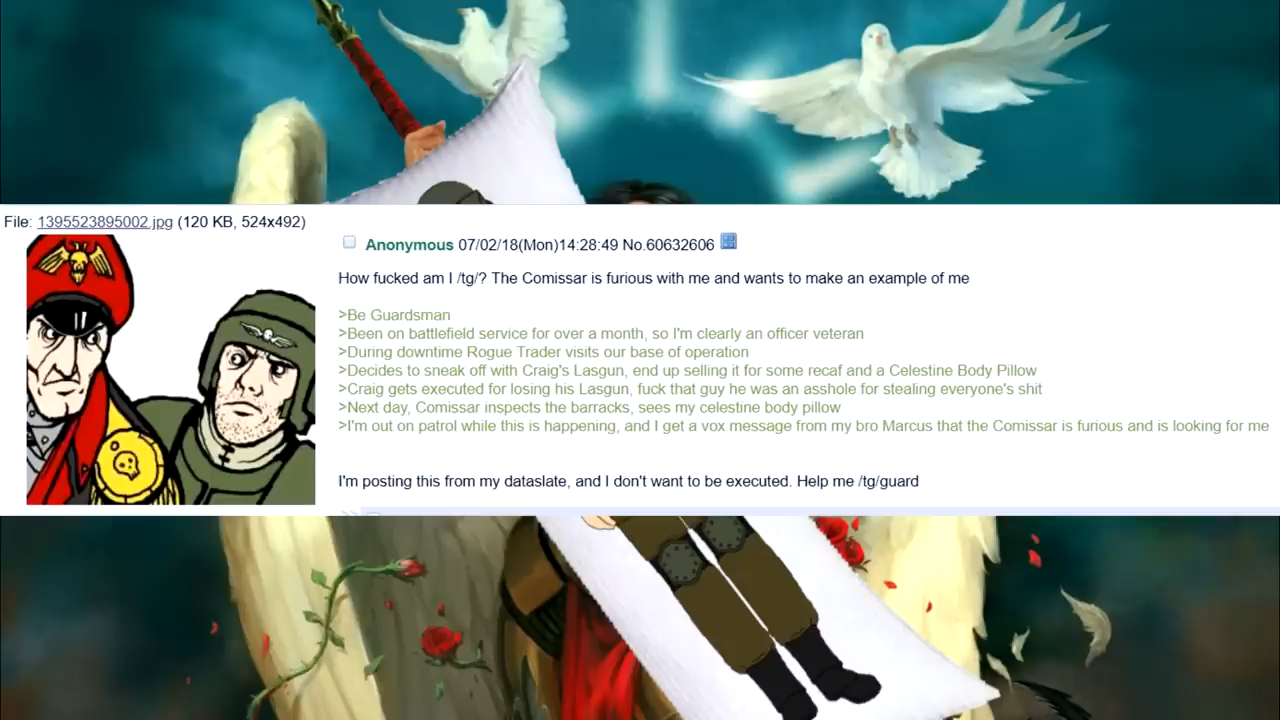 File: 1395523895002.jpg (120 KB, 524x492)
Anonymous 07/02/18(Mon)14:28:49 No.60632606
How fucked am I /tg/? The Comissar is furious with me and wants to make an example of me
>Be Guardsman
>Been on battlefield service for over a month, so I'm clearly an officer veteran
>During downtime Rogue Trader visits our base of operation
>Decides to sneak off with Craig's Lasgun, end up selling it for some recaf and a Celestine Body Pillow
>Craig gets executed for losing his Lasgun, fuck that guy he was an asshole for stealing everyone's shit
>Next day, Comissar inspects the barracks, sees my celestine body pillow
>I'm out on patrol while this is happening, and I get a vox message from my bro Marcus that the Comissar is furious and is looking for me
I'm posting this from my dataslate, and I don't want to be executed. Help me /tg/guard